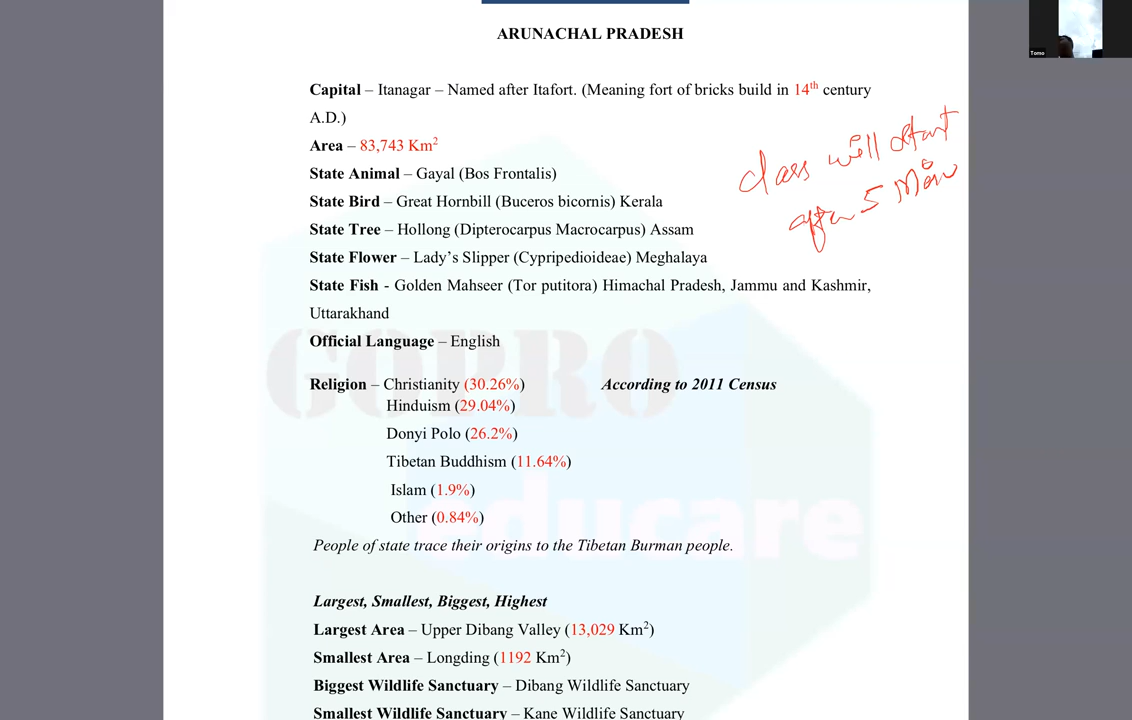 ARUNACHAL PRADESH
Tomo
Capital – Itanagar – Named after Itafort. (Meaning fort of bricks build in 14th century
A.D.)
Area – 83,743 Km²
State Animal – Gayal (Bos Frontalis)
State Bird – Great Hornbill (Buceros bicornis) Kerala
State Tree – Hollong (Dipterocarpus Macrocarpus) Assam
State Flower – Lady's Slipper (Cypripedioideae) Meghalaya
State Fish - Golden Mahseer (Tor putitora) Himachal Pradesh, Jammu and Kashmir,
Uttarakhand
Official Language – English
class will start
after 5 Min
GOPRO
Religion – Christianity (30.26%) According to 2011 Census
Hinduism (29.04%)
Donyi Polo (26.2%)
Tibetan Buddhism (11.64%)
Islam (1.9%)
Other (0.84%)
educare
People of state trace their origins to the Tibetan Burman people.
Largest, Smallest, Biggest, Highest
Largest Area – Upper Dibang Valley (13,029 Km²)
Smallest Area – Longding (1192 Km²)
Biggest Wildlife Sanctuary – Dibang Wildlife Sanctuary
Smallest Wildlife Sanctuary – Kane Wildlife Sanctuary